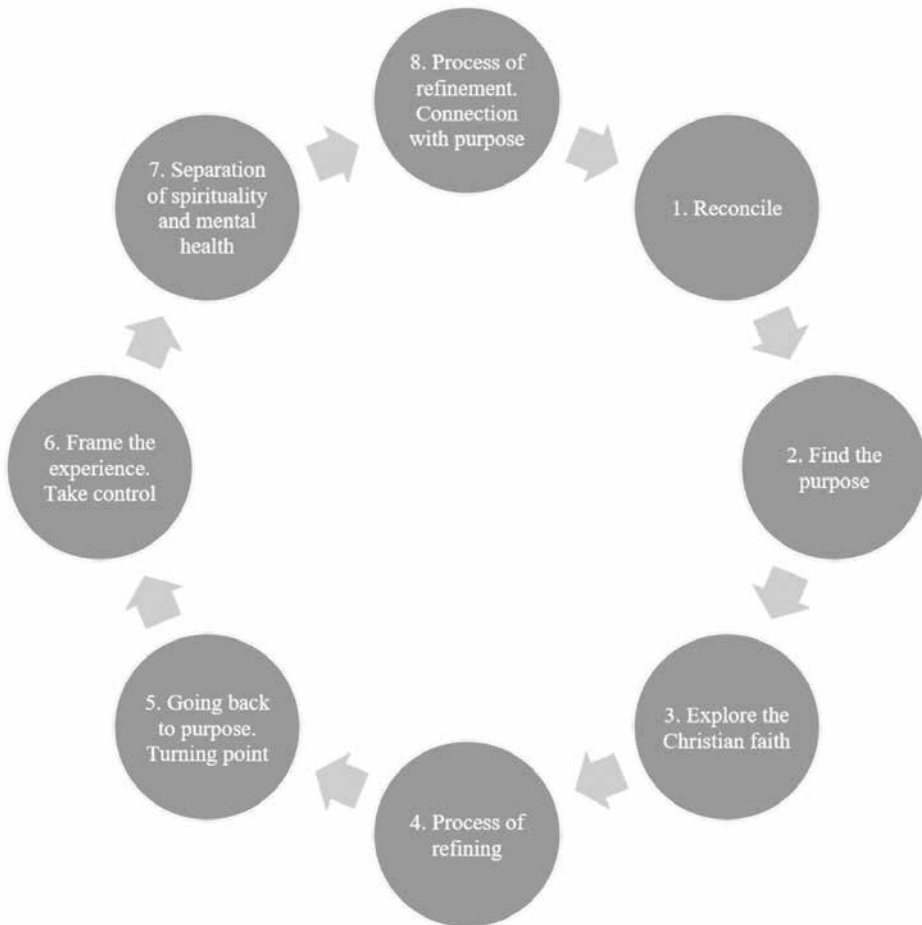 8. Process of
refinement.
Connection
with purpose
1. Reconcile
2. Find the
purpose
3. Explore the
Christian faith
4. Process of
refining
5. Going back
to purpose.
Turning point
6. Frame the
experience.
Take control
7. Separation
of spirituality
and mental
health